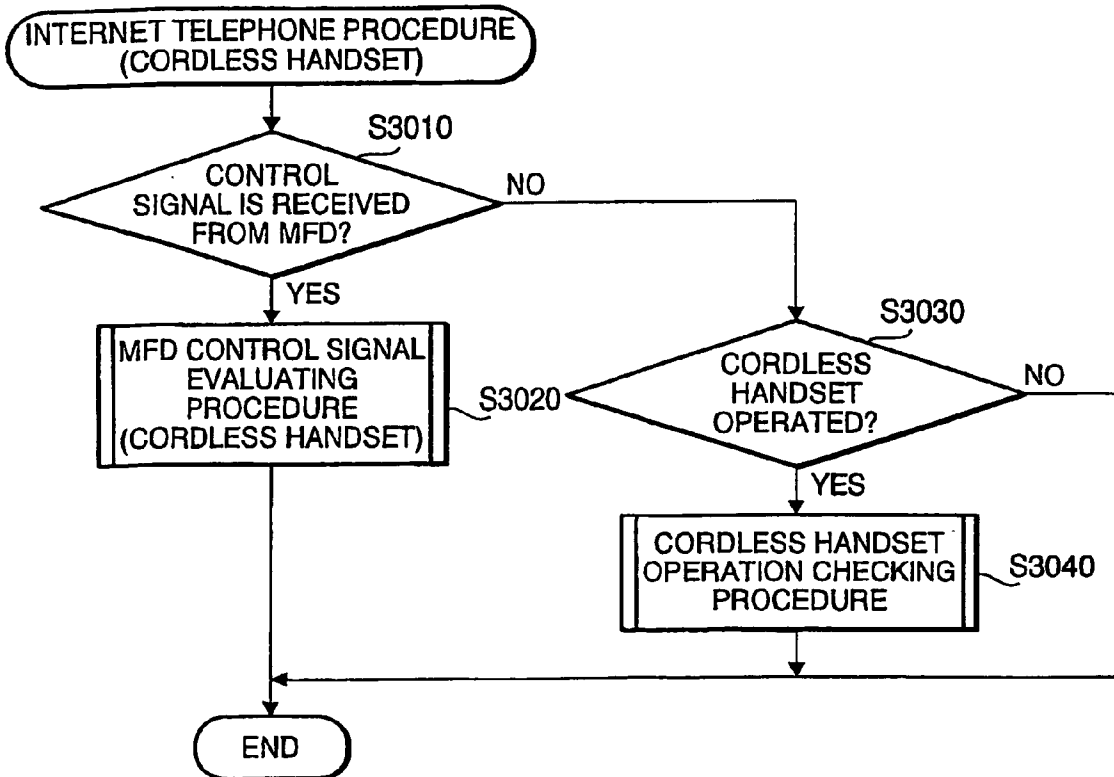 INTERNET TELEPHONE PROCEDURE
(CORDLESS HANDSET)
S3010
CONTROL
SIGNAL IS RECEIVED
FROM MFD?
NO
YES
MFD CONTROL SIGNAL
EVALUATING
PROCEDURE
(CORDLESS HANDSET)
S3020
S3030
CORDLESS
HANDSET
OPERATED?
NO
YES
CORDLESS HANDSET
OPERATION CHECKING
PROCEDURE
S3040
END